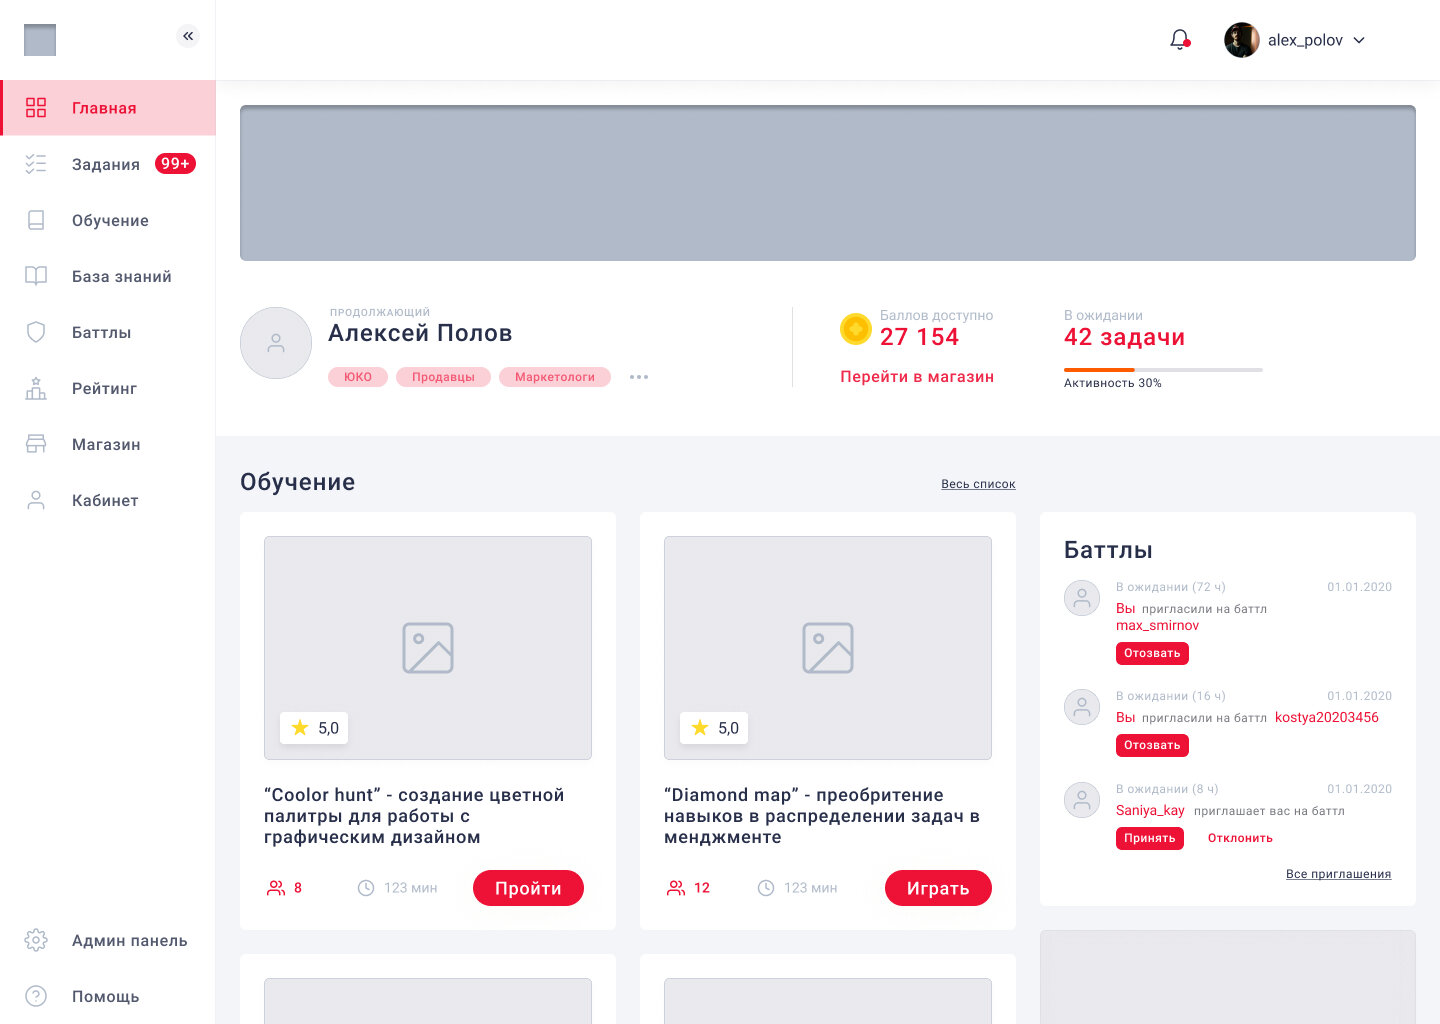 alex_polov
Главная
Задания 99+
Обучение
База знаний
Баттлы
Рейтинг
Магазин
Кабинет
Админ панель
Помощь
ПРОДОЛЖАЮЩИЙ
Алексей Полов
ЮКО Продавцы Маркетологи
Баллов доступно
27 154
Перейти в магазин
В ожидании
42 задачи
Активность 30%
Обучение
Весь список
5,0
“Coolor hunt” - создание цветной
палитры для работы с
графическим дизайном
8 123 мин Пройти
5,0
“Diamond map” - преобритение
навыков в распределении задач в
менджменте
12 123 мин Играть
Баттлы
В ожидании (72 ч) 01.01.2020
Вы пригласили на баттл
max_smirnov
Отозвать
В ожидании (16 ч) 01.01.2020
Вы пригласили на баттл kostya20203456
Отозвать
В ожидании (8 ч) 01.01.2020
Saniya_kay приглашает вас на баттл
Принять Отклонить
Все приглашения